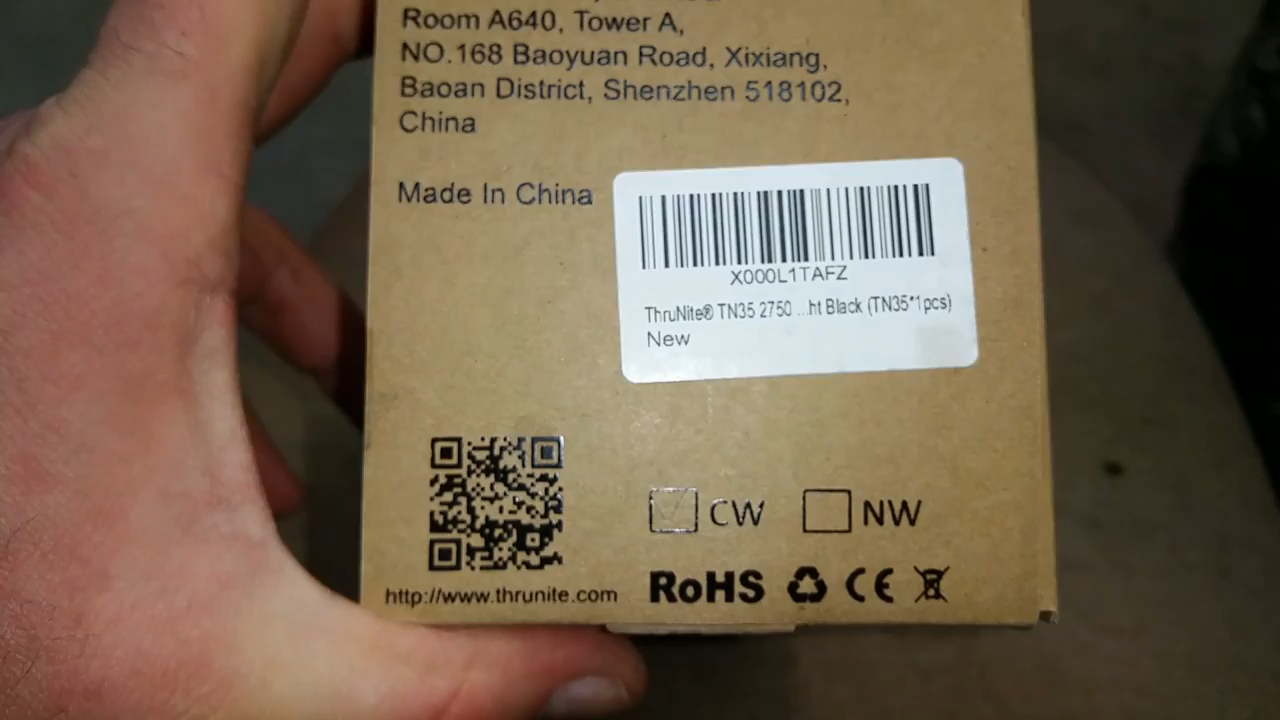 Room A640, Tower A,
NO.168 Baoyuan Road, Xixiang,
Baoan District, Shenzhen 518102,
China
Made In China
X000L1TAFZ
ThruNite® TN35 2750 ...ht Black (TN35*1pcs)
New
CW NW
http://www.thrunite.com
RoHS CE